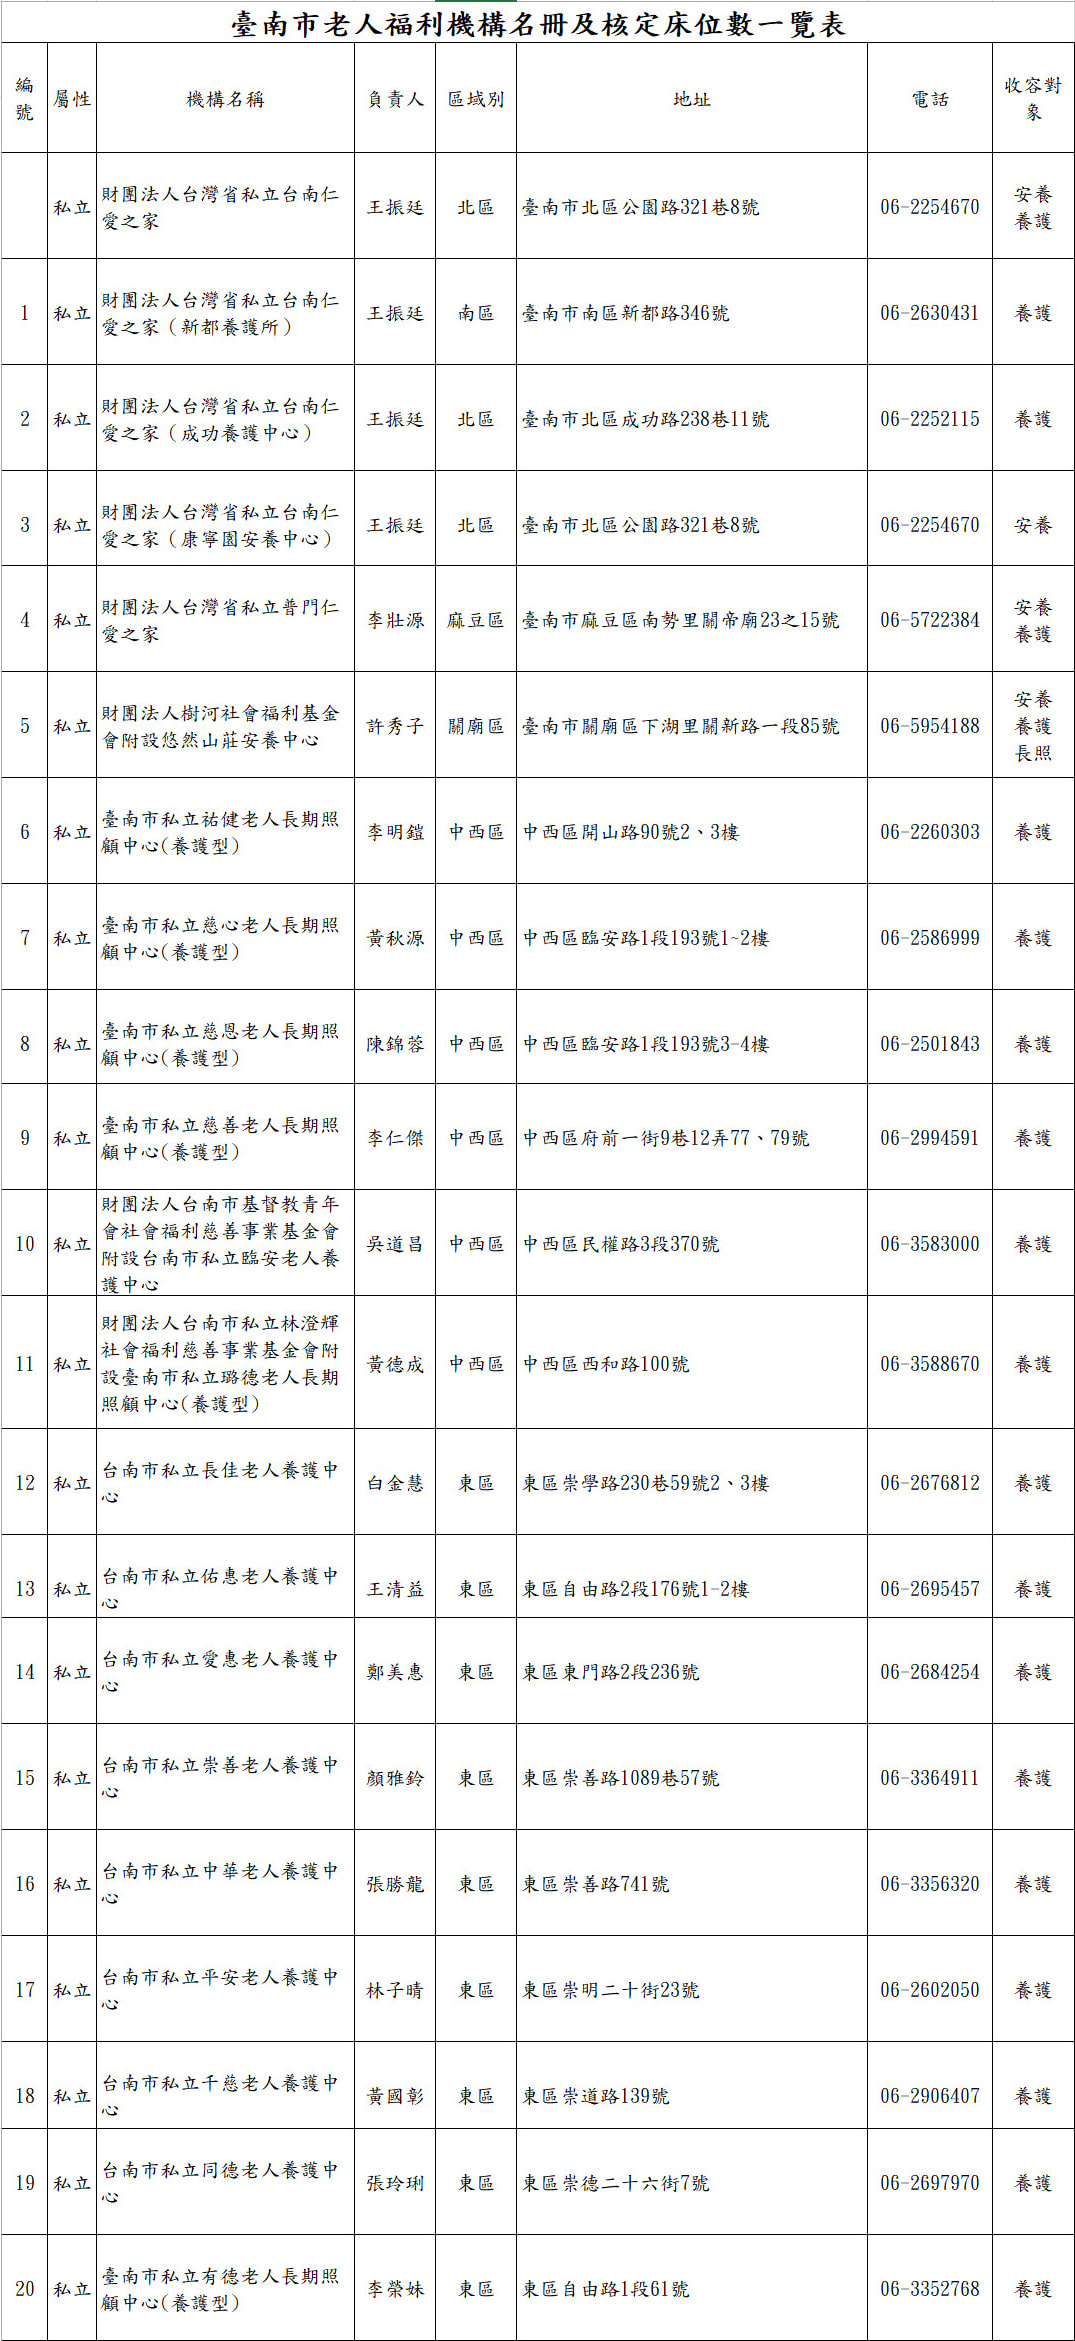 臺南市老人福利機構名冊及核定床位數一覽表
編號 屬性 機構名稱 負責人 區域別 地址 電話 收容對象
私立 財團法人台灣省私立台南仁愛之家 王振廷 北區 臺南市北區公園路321巷8號 06-2254670 安養 養護
1 私立 財團法人台灣省私立台南仁愛之家（新都養護所） 王振廷 南區 臺南市南區新都路346號 06-2630431 養護
2 私立 財團法人台灣省私立台南仁愛之家（成功養護中心） 王振廷 北區 臺南市北區成功路238巷11號 06-2252115 養護
3 私立 財團法人台灣省私立台南仁愛之家（康寧園安養中心） 王振廷 北區 臺南市北區公園路321巷8號 06-2254670 安養
4 私立 財團法人台灣省私立普門仁愛之家 李壯源 麻豆區 臺南市麻豆區南勢里關帝廟23之15號 06-5722384 安養 養護
5 私立 財團法人樹河社會福利基金會附設悠然山莊安養中心 許秀子 關廟區 臺南市關廟區下湖里關新路一段85號 06-5954188 安養 養護 長照
6 私立 臺南市私立祐健老人長期照顧中心(養護型) 李明鎧 中西區 中西區開山路90號2、3樓 06-2260303 養護
7 私立 臺南市私立慈心老人長期照顧中心(養護型) 黃秋源 中西區 中西區臨安路1段193號1~2樓 06-2586999 養護
8 私立 臺南市私立慈恩老人長期照顧中心(養護型) 陳錦蓉 中西區 中西區臨安路1段193號3-4樓 06-2501843 養護
9 私立 臺南市私立慈善老人長期照顧中心(養護型) 李仁傑 中西區 中西區府前一街9巷12弄77、79號 06-2994591 養護
10 私立 財團法人台南市基督教青年會社會福利慈善事業基金會附設台南市私立臨安老人養護中心 吳道昌 中西區 中西區民權路3段370號 06-3583000 養護
11 私立 財團法人台南市私立林澄輝社會福利慈善事業基金會附設臺南市私立璐德老人長期照顧中心(養護型) 黃德成 中西區 中西區西和路100號 06-3588670 養護
12 私立 台南市私立長佳老人養護中心 白金慧 東區 東區崇學路230巷59號2、3樓 06-2676812 養護
13 私立 台南市私立佑惠老人養護中心 王清益 東區 東區自由路2段176號1-2樓 06-2695457 養護
14 私立 台南市私立愛惠老人養護中心 鄭美惠 東區 東區東門路2段236號 06-2684254 養護
15 私立 台南市私立崇善老人養護中心 顏雅鈴 東區 東區崇善路1089巷57號 06-3364911 養護
16 私立 台南市私立中華老人養護中心 張勝龍 東區 東區崇善路741號 06-3356320 養護
17 私立 台南市私立平安老人養護中心 林子晴 東區 東區崇明二十街23號 06-2602050 養護
18 私立 台南市私立千慈老人養護中心 黃國彰 東區 東區崇道路139號 06-2906407 養護
19 私立 台南市私立同德老人養護中心 張玲琍 東區 東區崇德二十六街7號 06-2697970 養護
20 私立 臺南市私立有德老人長期照顧中心(養護型) 李榮妹 東區 東區自由路1段61號 06-3352768 養護